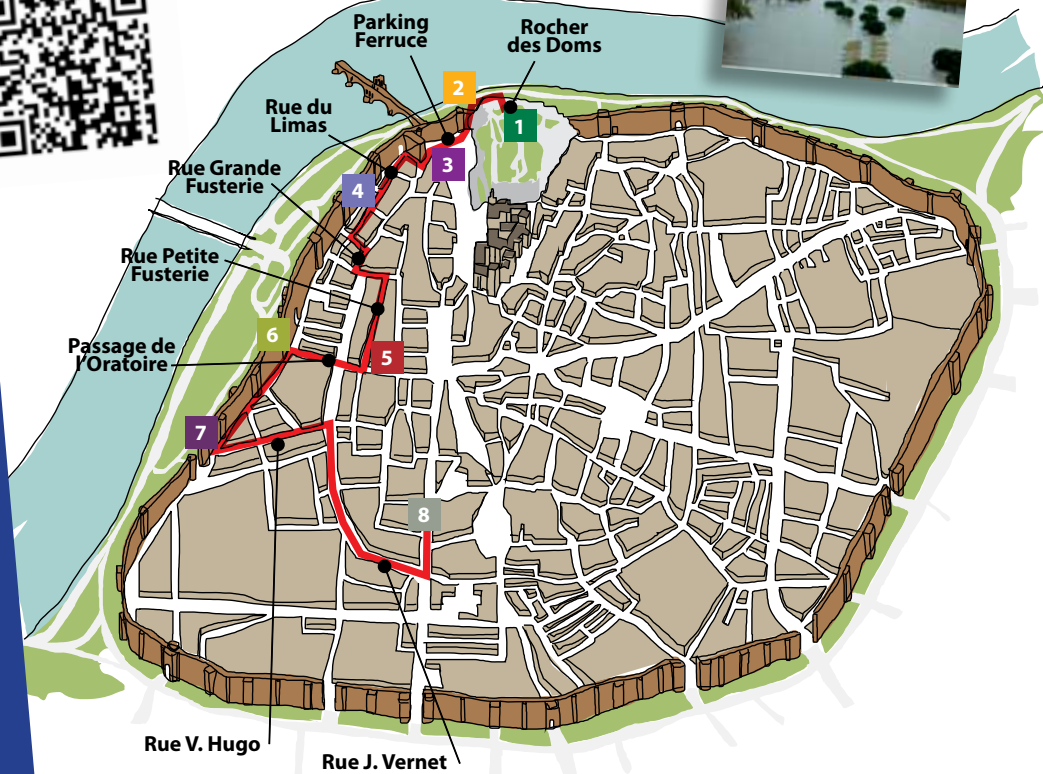 Parking
Ferruce
Rocher
des Doms
2
1
Rue du
Limas
3
Rue Grande
Fusterie
4
Rue Petite
Fusterie
6
Passage de
l'Oratoire
5
7
8
Rue V. Hugo
Rue J. Vernet